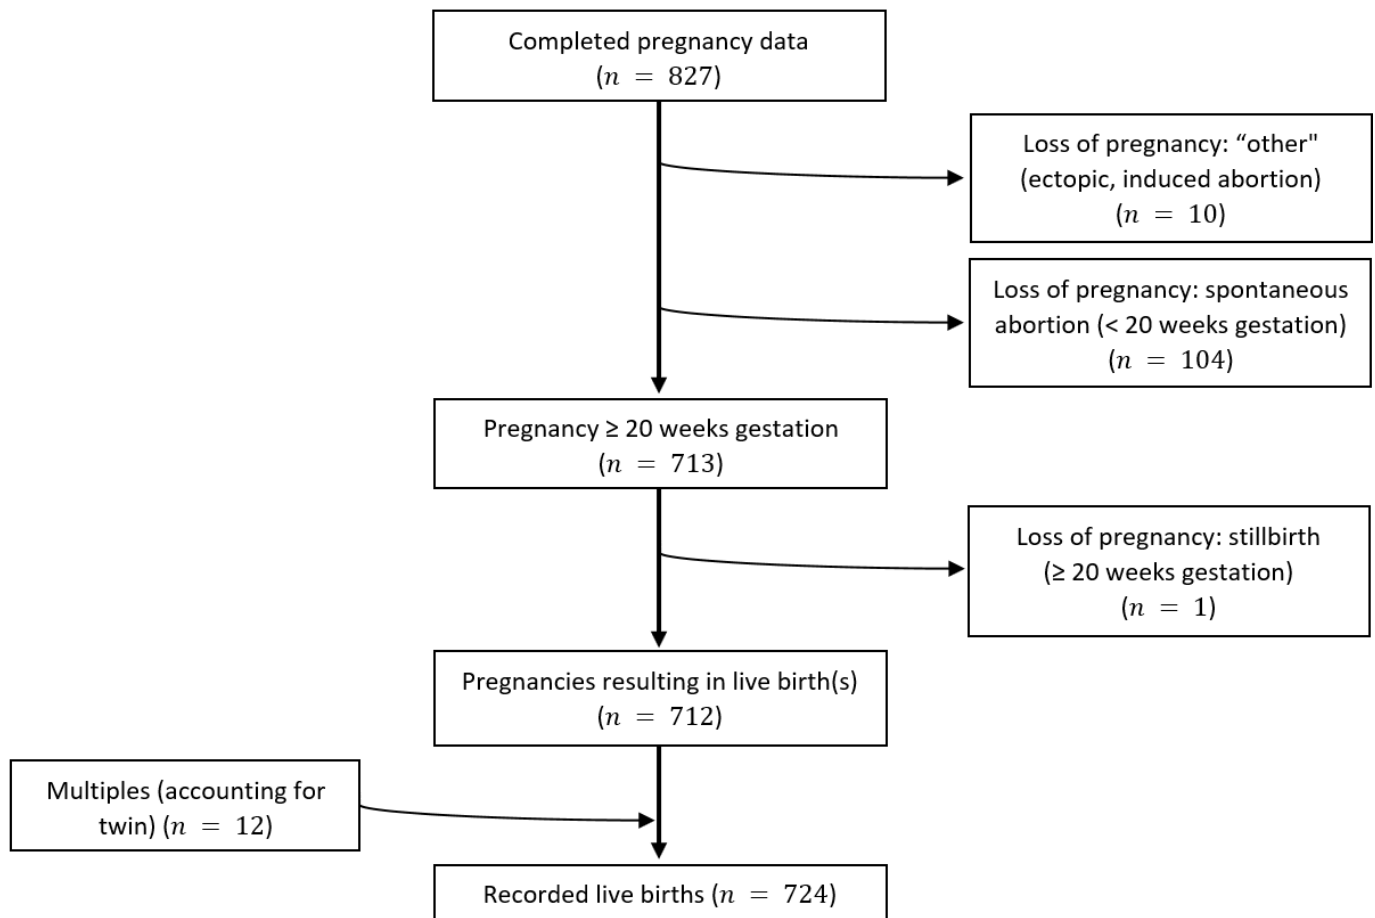 Completed pregnancy data
(n = 827)
Loss of pregnancy: “other"
(ectopic, induced abortion)
(n = 10)
Loss of pregnancy: spontaneous
abortion (< 20 weeks gestation)
(n = 104)
Pregnancy ≥ 20 weeks gestation
(n = 713)
Loss of pregnancy: stillbirth
(≥ 20 weeks gestation)
(n = 1)
Pregnancies resulting in live birth(s)
(n = 712)
Multiples (accounting for
twin) (n = 12)
Recorded live births (n = 724)